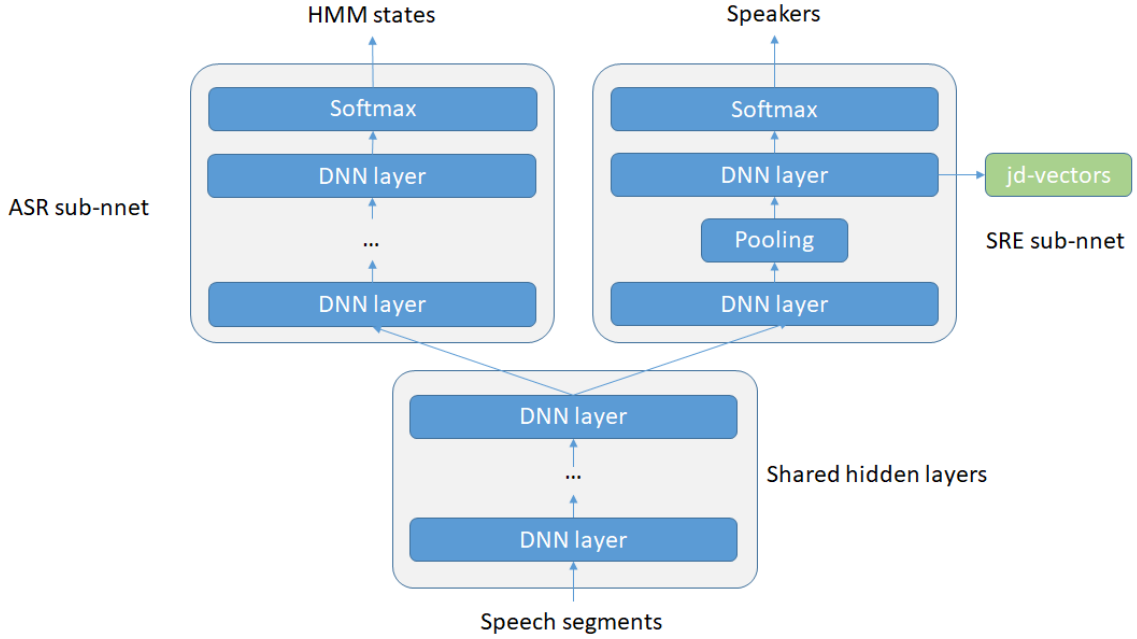 HMM states
Speakers
Softmax
Softmax
DNN layer
DNN layer
jd-vectors
ASR sub-nnet
...
Pooling
SRE sub-nnet
DNN layer
DNN layer
DNN layer
...
Shared hidden layers
DNN layer
Speech segments